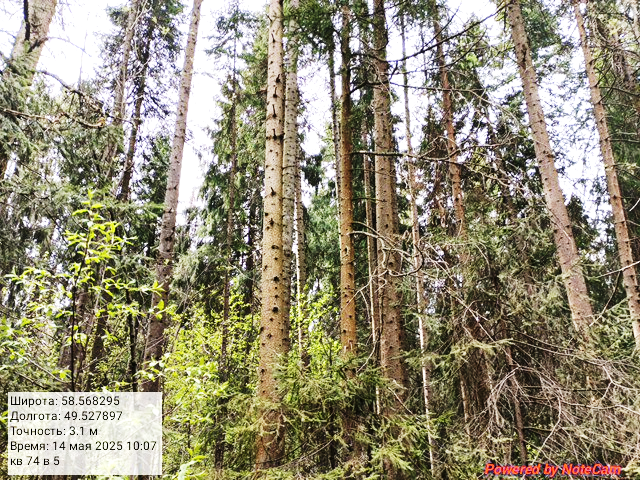 Широта: 58.568295
Долгота: 49.527897
Точность: 3.1 м
Время: 14 мая 2025 10:07
кв 74 в 5
Powered by NoteCam